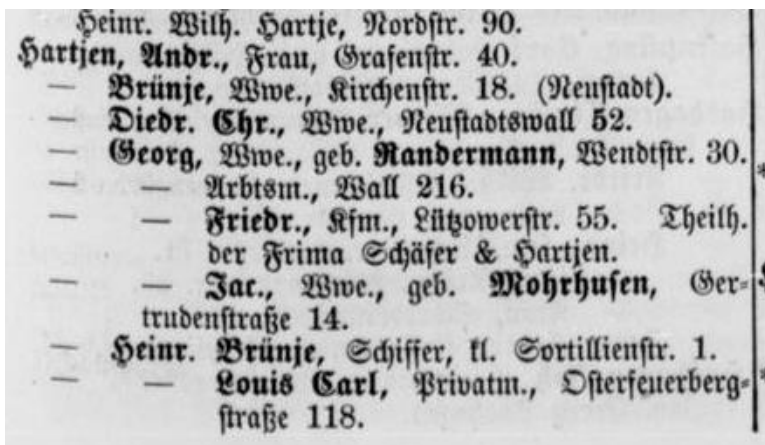 Heinr. Wilh. Hartje, Nordstr. 90.
Hartjen, Andr., Frau, Grafenstr. 40.
— Brünje, Wwe., Kirchenstr. 18. (Neustadt).
— Diedr. Chr., Wwe., Neustadtswall 52.
— Georg, Wwe., geb. Randermann, Wendtstr. 30.
— — Arbtsm., Wall 216.
— — Friedr., Kfm., Lützowerstr. 55. Theilh.
der Frima Schäfer & Hartjen.
— — Jac., Wwe., geb. Mohrhusen, Ger-
trudenstraße 14.
— Heinr. Brünje, Schiffer, kl. Sortillienstr. 1.
— — Louis Carl, Privatm., Osterfeuerberg-
straße 118.